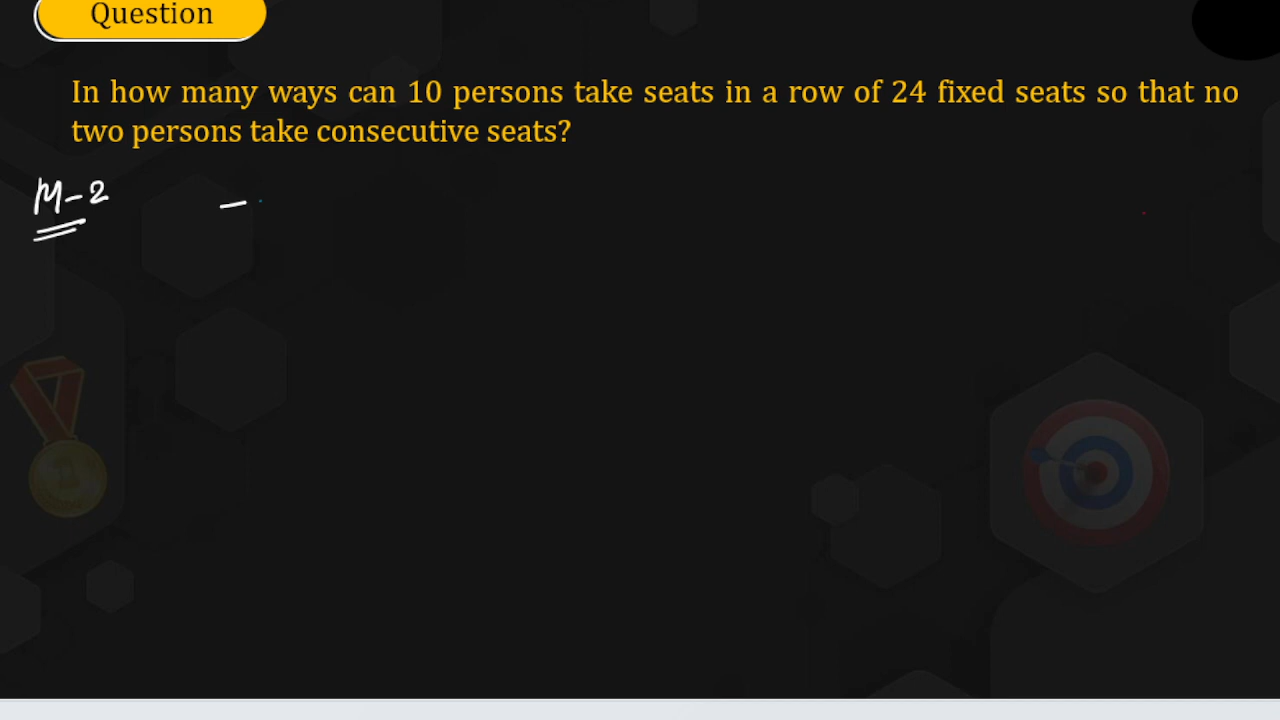 Question
In how many ways can 10 persons take seats in a row of 24 fixed seats so that no
two persons take consecutive seats?
M-2 –